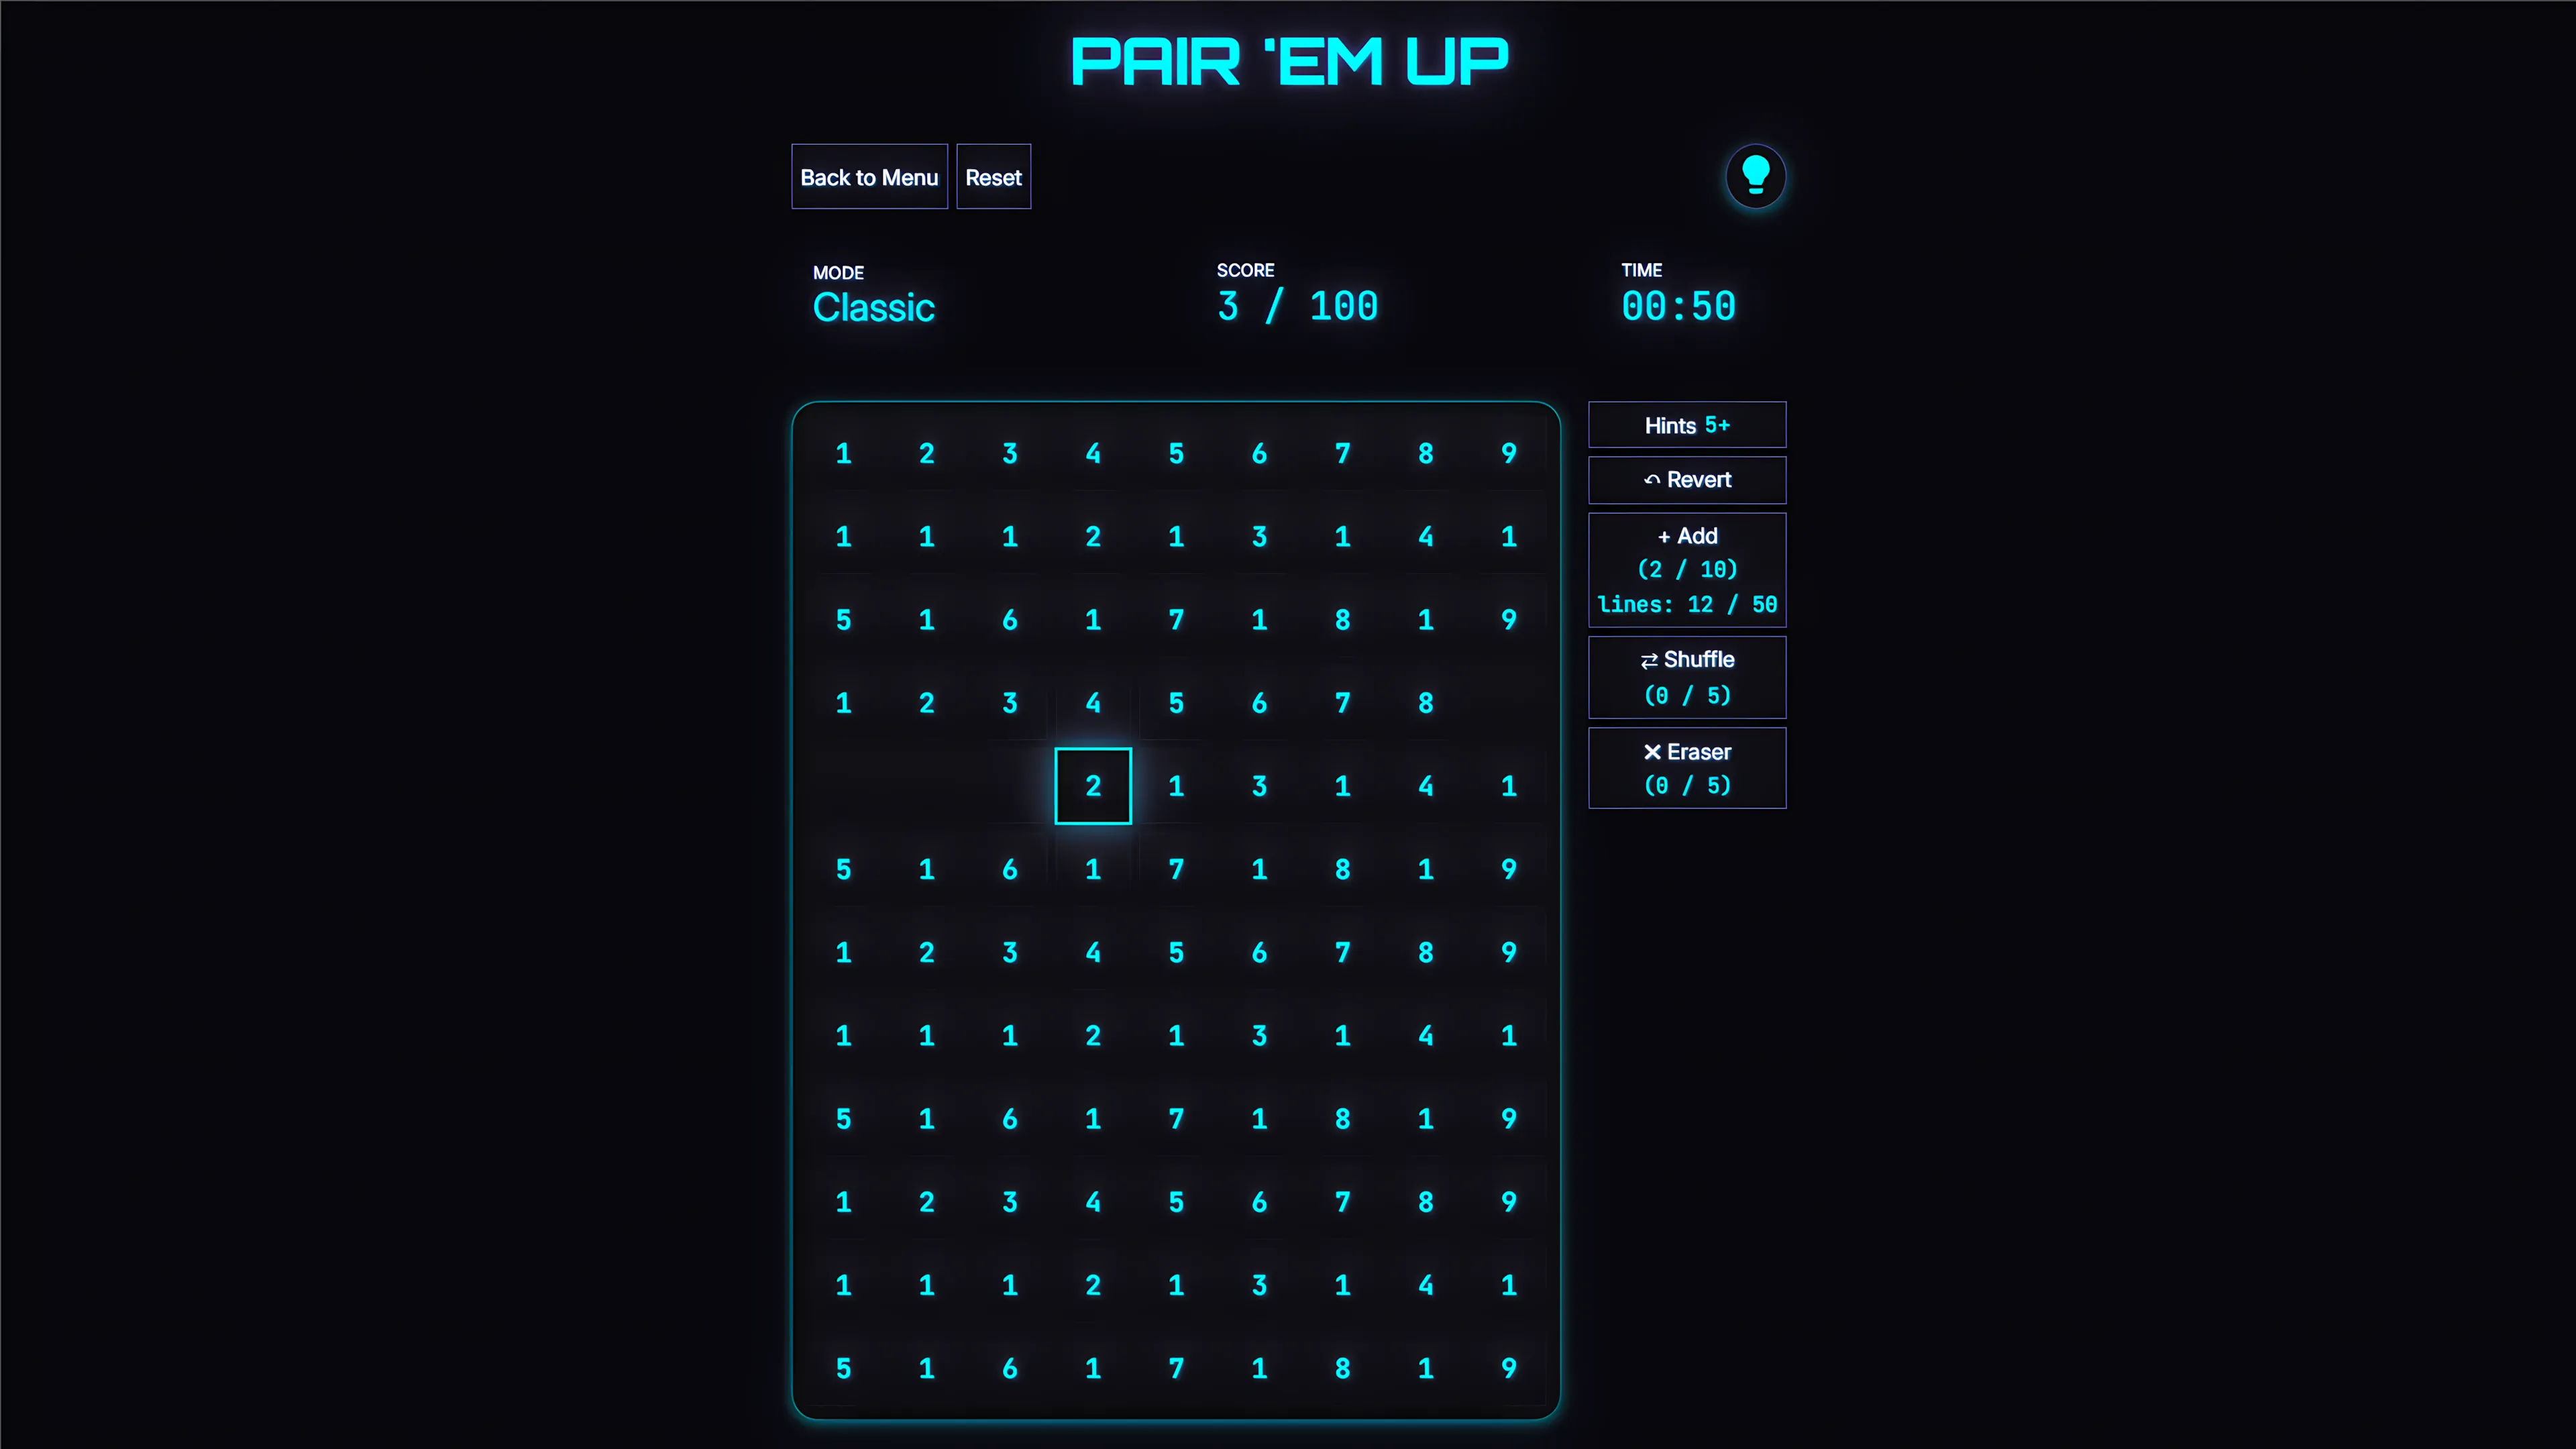 PAIR 'EM UP
Back to Menu Reset
MODE SCORE TIME
Classic 3 / 100 00:50
Hints 5+
⤺ Revert
+ Add
(2 / 10)
lines: 12 / 50
⇄ Shuffle
(0 / 5)
✕ Eraser
(0 / 5)
1 2 3 4 5 6 7 8 9
1 1 1 2 1 3 1 4 1
5 1 6 1 7 1 8 1 9
1 2 3 4 5 6 7 8
2 1 3 1 4 1
5 1 6 1 7 1 8 1 9
1 2 3 4 5 6 7 8 9
1 1 1 2 1 3 1 4 1
5 1 6 1 7 1 8 1 9
1 2 3 4 5 6 7 8 9
1 1 1 2 1 3 1 4 1
5 1 6 1 7 1 8 1 9